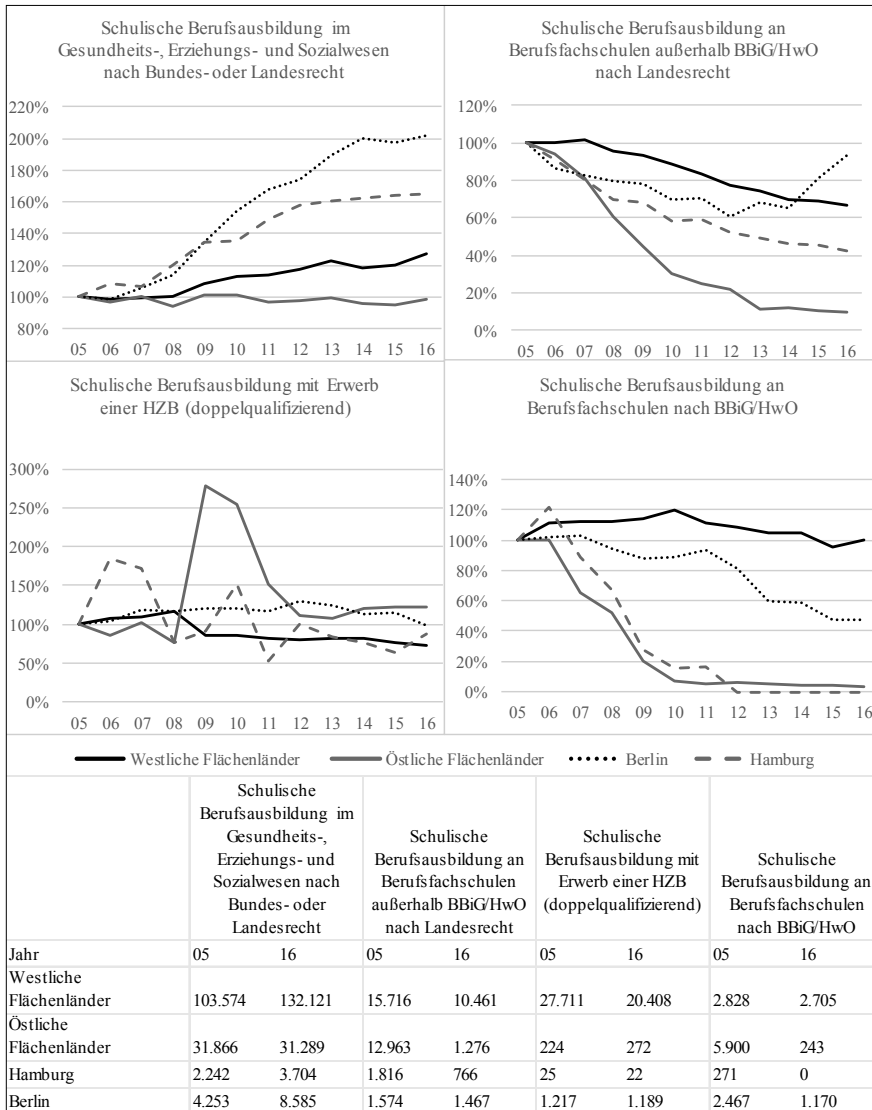 Schulische Berufsausbildung im
Gesundheits-, Erziehungs- und Sozialwesen
nach Bundes- oder Landesrecht
220%
200%
180%
160%
140%
120%
100%
80%
05 06 07 08 09 10 11 12 13 14 15 16
Schulische Berufsausbildung an
Berufsfachschulen außerhalb BBiG/HwO
nach Landesrecht
120%
100%
80%
60%
40%
20%
0%
05 06 07 08 09 10 11 12 13 14 15 16
Schulische Berufsausbildung mit Erwerb
einer HZB (doppelqualifizierend)
300%
250%
200%
150%
100%
50%
0%
05 06 07 08 09 10 11 12 13 14 15 16
Schulische Berufsausbildung an
Berufsfachschulen nach BBiG/HwO
140%
120%
100%
80%
60%
40%
20%
0%
05 06 07 08 09 10 11 12 13 14 15 16
Westliche Flächenländer Östliche Flächenländer Berlin Hamburg
Schulische
Berufsausbildung im
Gesundheits-,
Erziehungs- und
Sozialwesen nach
Bundes- oder
Landesrecht
Schulische
Berufsausbildung an
Berufsfachschulen
außerhalb BBiG/HwO
nach Landesrecht
Schulische
Berufsausbildung mit
Erwerb einer HZB
(doppelqualifizierend)
Schulische
Berufsausbildung an
Berufsfachschulen
nach BBiG/HwO
Jahr 05 16 05 16 05 16 05 16
Westliche
Flächenländer 103.574 132.121 15.716 10.461 27.711 20.408 2.828 2.705
Östliche
Flächenländer 31.866 31.289 12.963 1.276 224 272 5.900 243
Hamburg 2.242 3.704 1.816 766 25 22 271 0
Berlin 4.253 8.585 1.574 1.467 1.217 1.189 2.467 1.170